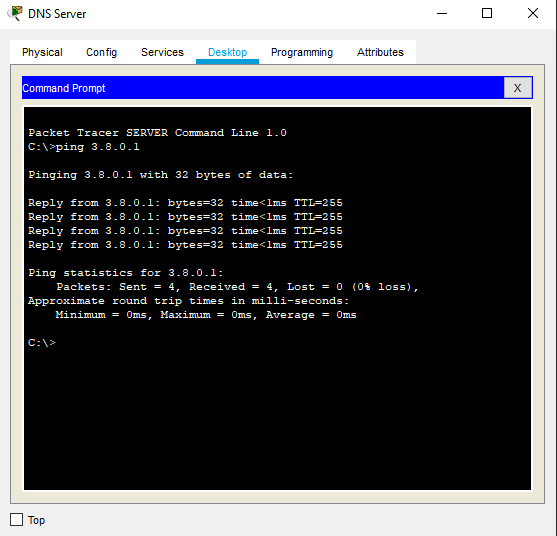 DNS Server
Physical Config Services Desktop Programming Attributes
Command Prompt X
Packet Tracer SERVER Command Line 1.0
C:\>ping 3.8.0.1
Pinging 3.8.0.1 with 32 bytes of data:
Reply from 3.8.0.1: bytes=32 time<1ms TTL=255
Reply from 3.8.0.1: bytes=32 time<1ms TTL=255
Reply from 3.8.0.1: bytes=32 time<1ms TTL=255
Reply from 3.8.0.1: bytes=32 time<1ms TTL=255
Ping statistics for 3.8.0.1:
Packets: Sent = 4, Received = 4, Lost = 0 (0% loss),
Approximate round trip times in milli-seconds:
Minimum = 0ms, Maximum = 0ms, Average = 0ms
C:\>
Top